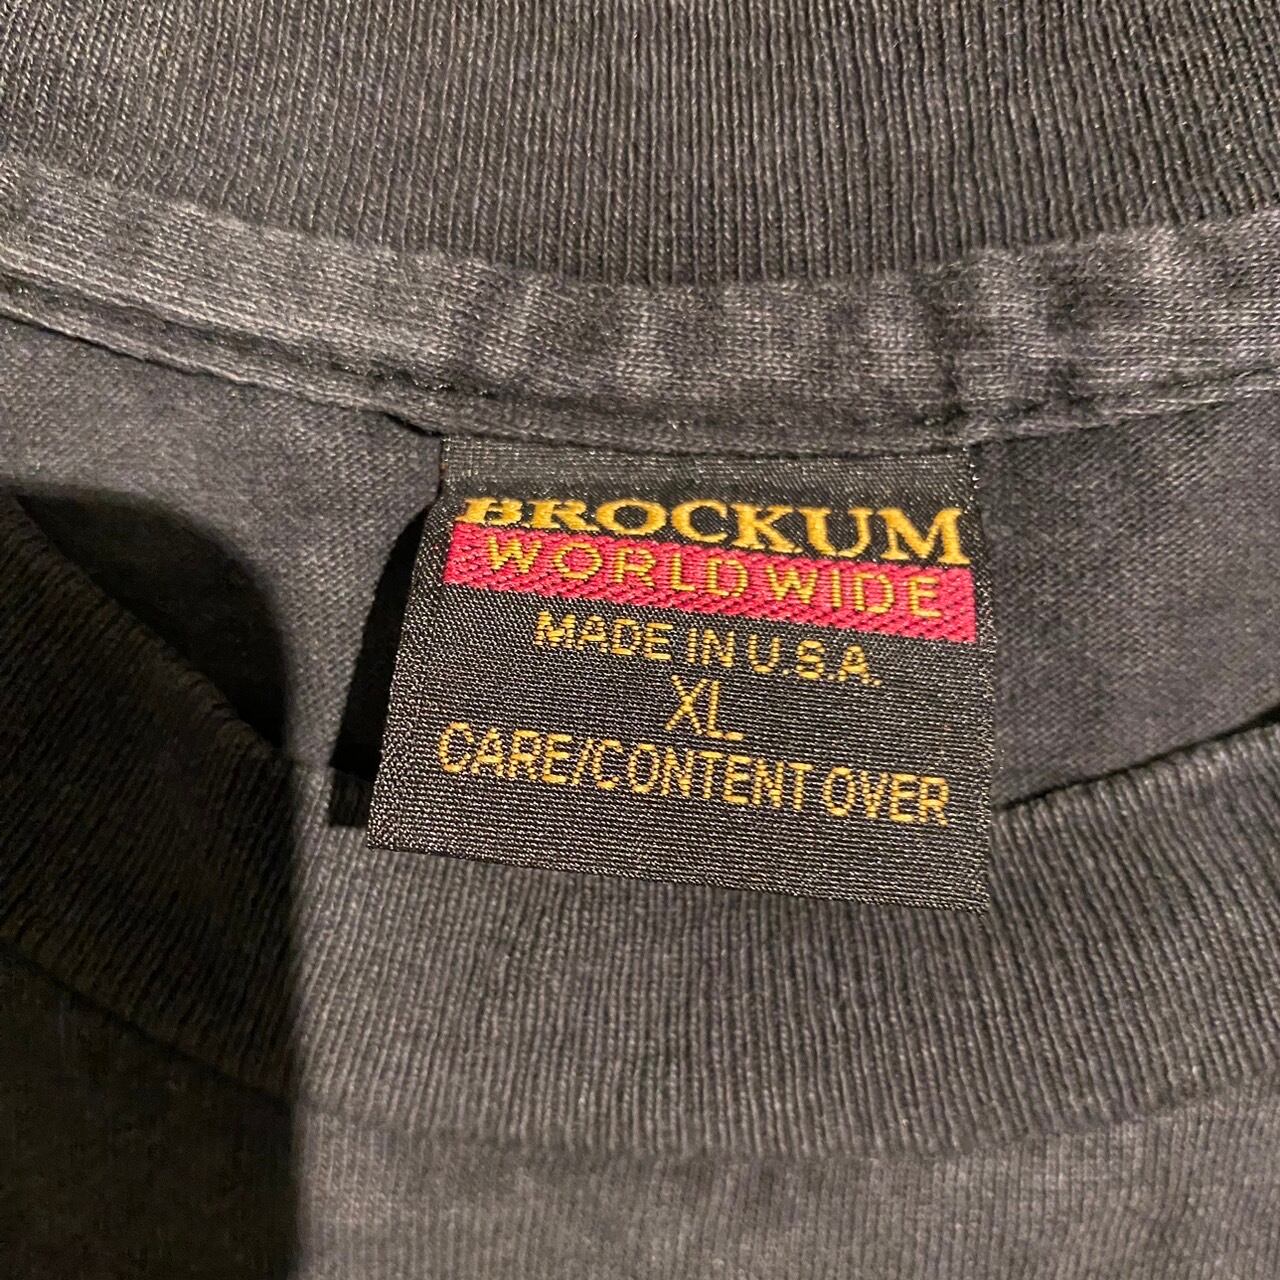 BROCKUM
WORLDWIDE
MADE IN U.S.A.
XL
CARE/CONTENT OVER